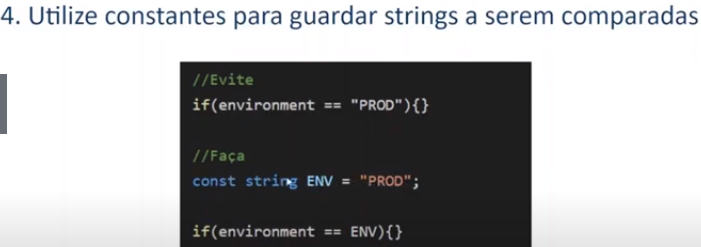 4. Utilize constantes para guardar strings a serem comparadas
//Evite
if(environment == "PROD"){}
//Faça
const string ENV = "PROD";
if(environment == ENV){}